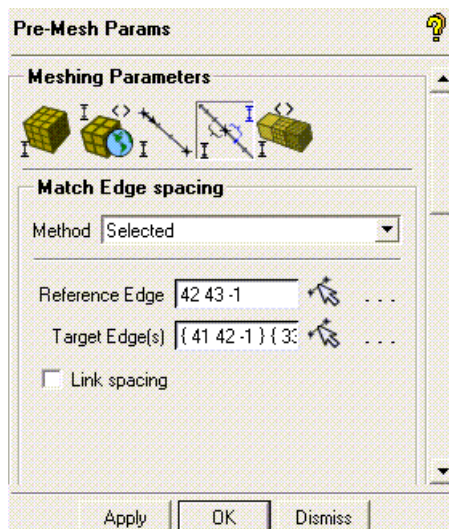 Pre-Mesh Params
Meshing Parameters
Match Edge spacing
Method Selected
Reference Edge 42 43 -1 ...
Target Edge(s) { 41 42 -1 } { 33 ...
Link spacing
Apply OK Dismiss